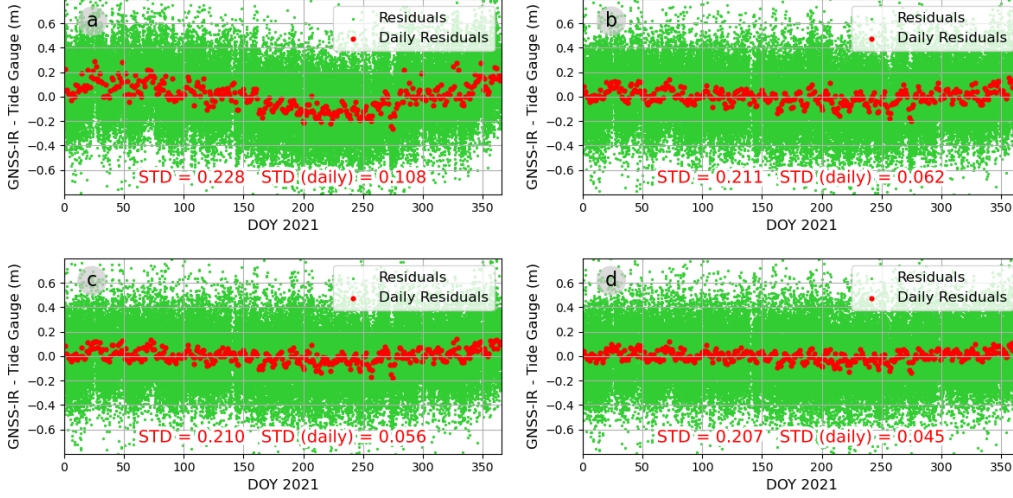 a
Residuals
Daily Residuals
GNSS-IR - Tide Gauge (m)
0.6
0.4
0.2
0.0
−0.2
−0.4
−0.6
STD = 0.228 STD (daily) = 0.108
0 50 100 150 200 250 300 350
DOY 2021
b
Residuals
Daily Residuals
GNSS-IR - Tide Gauge (m)
0.6
0.4
0.2
0.0
−0.2
−0.4
−0.6
STD = 0.211 STD (daily) = 0.062
0 50 100 150 200 250 300 350
DOY 2021
c
Residuals
Daily Residuals
GNSS-IR - Tide Gauge (m)
0.6
0.4
0.2
0.0
−0.2
−0.4
−0.6
STD = 0.210 STD (daily) = 0.056
0 50 100 150 200 250 300 350
DOY 2021
d
Residuals
Daily Residuals
GNSS-IR - Tide Gauge (m)
0.6
0.4
0.2
0.0
−0.2
−0.4
−0.6
STD = 0.207 STD (daily) = 0.045
0 50 100 150 200 250 300 350
DOY 2021